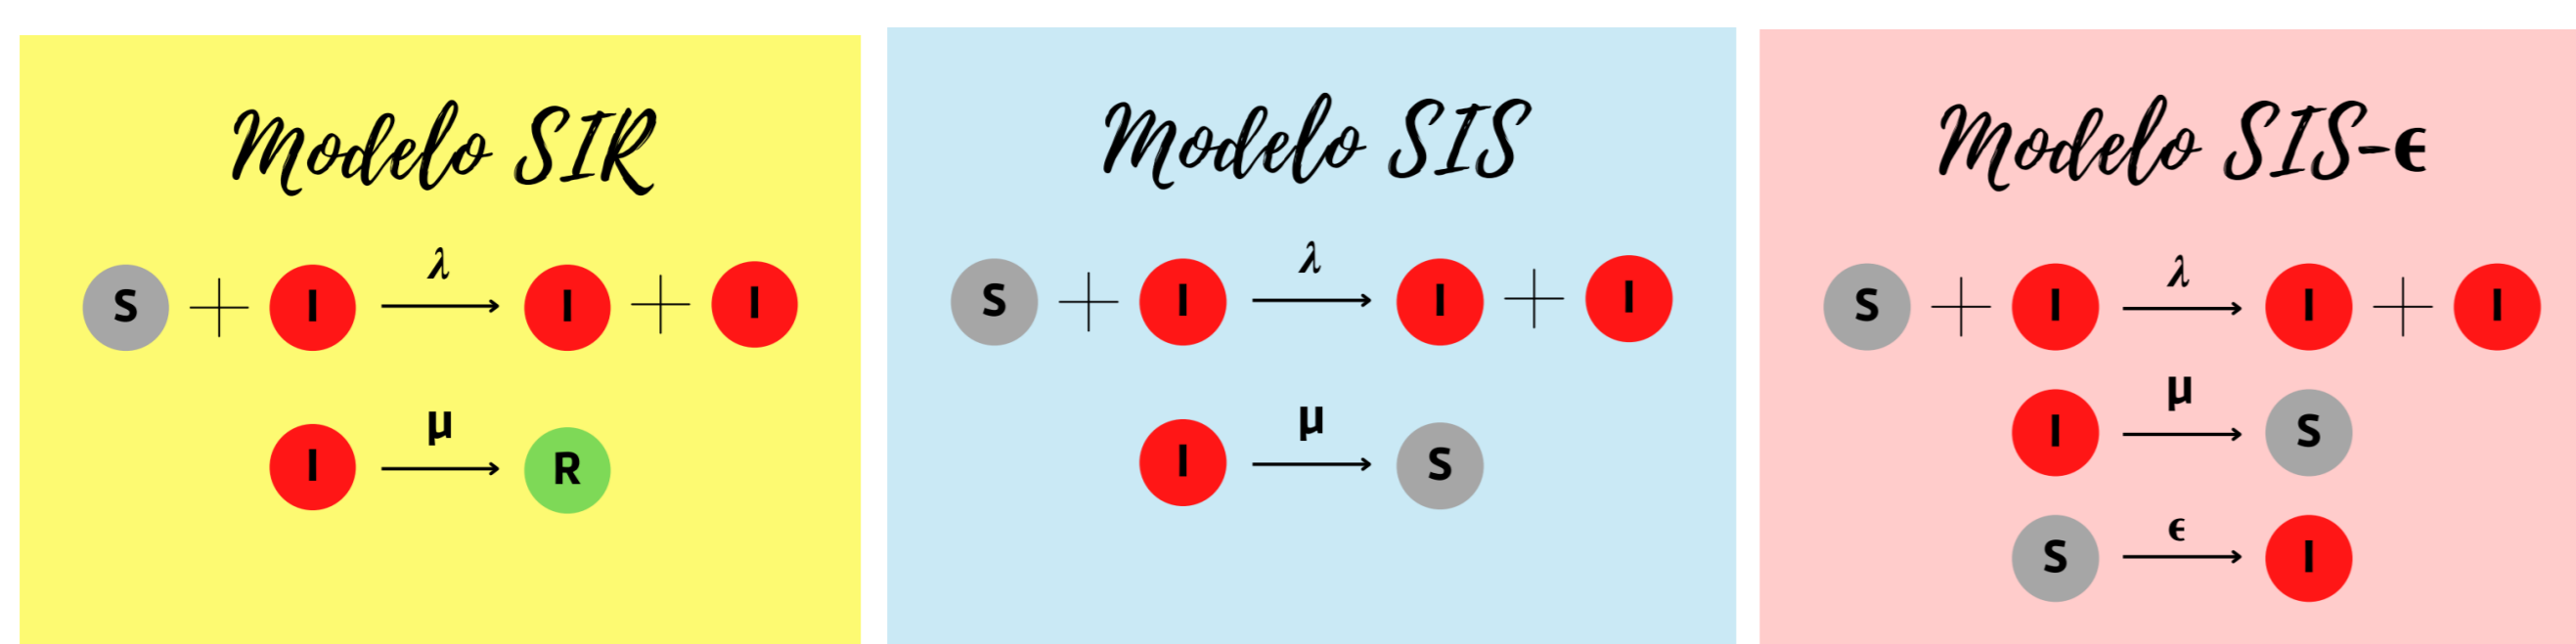 Modelo SIR
λ
S + I → I + I
μ
I → R
Modelo SIS
λ
S + I → I + I
μ
I → S
Modelo SIS-ϵ
λ
S + I → I + I
μ
I → S
ϵ
S → I